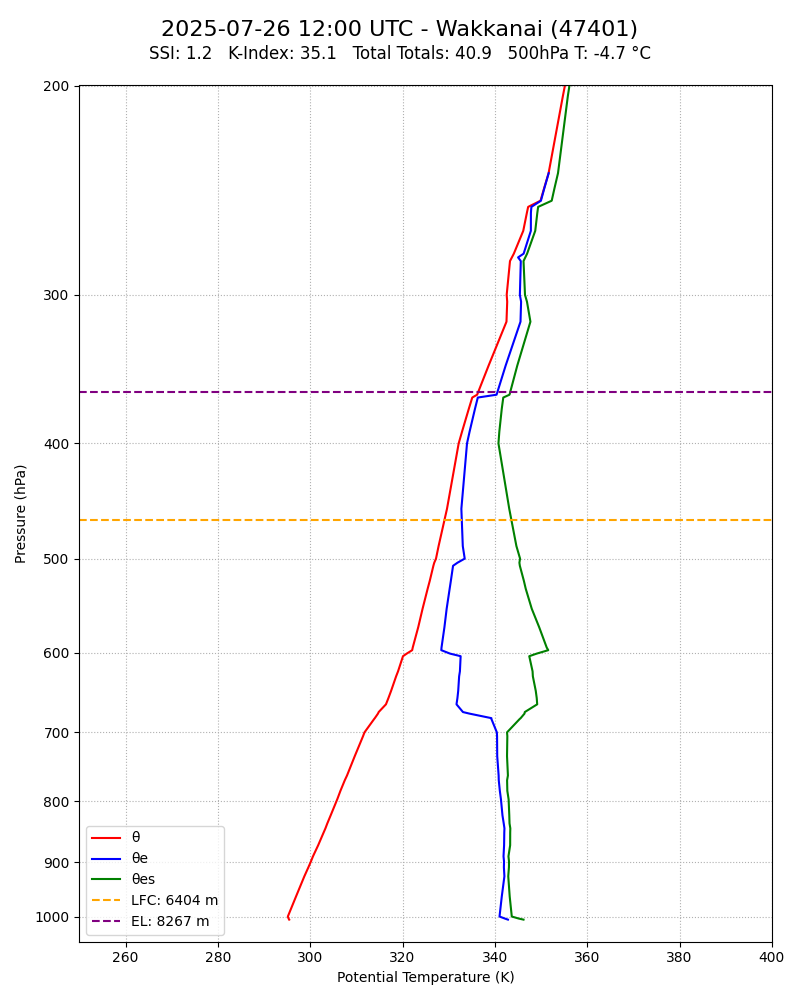 2025-07-26 12:00 UTC - Wakkanai (47401)
SSI: 1.2   K-Index: 35.1   Total Totals: 40.9   500hPa T: -4.7 °C
200
300
400
500
600
700
800
900
1000
Pressure (hPa)
θ
θe
θes
LFC: 6404 m
EL: 8267 m
260
280
300
320
340
360
380
400
Potential Temperature (K)